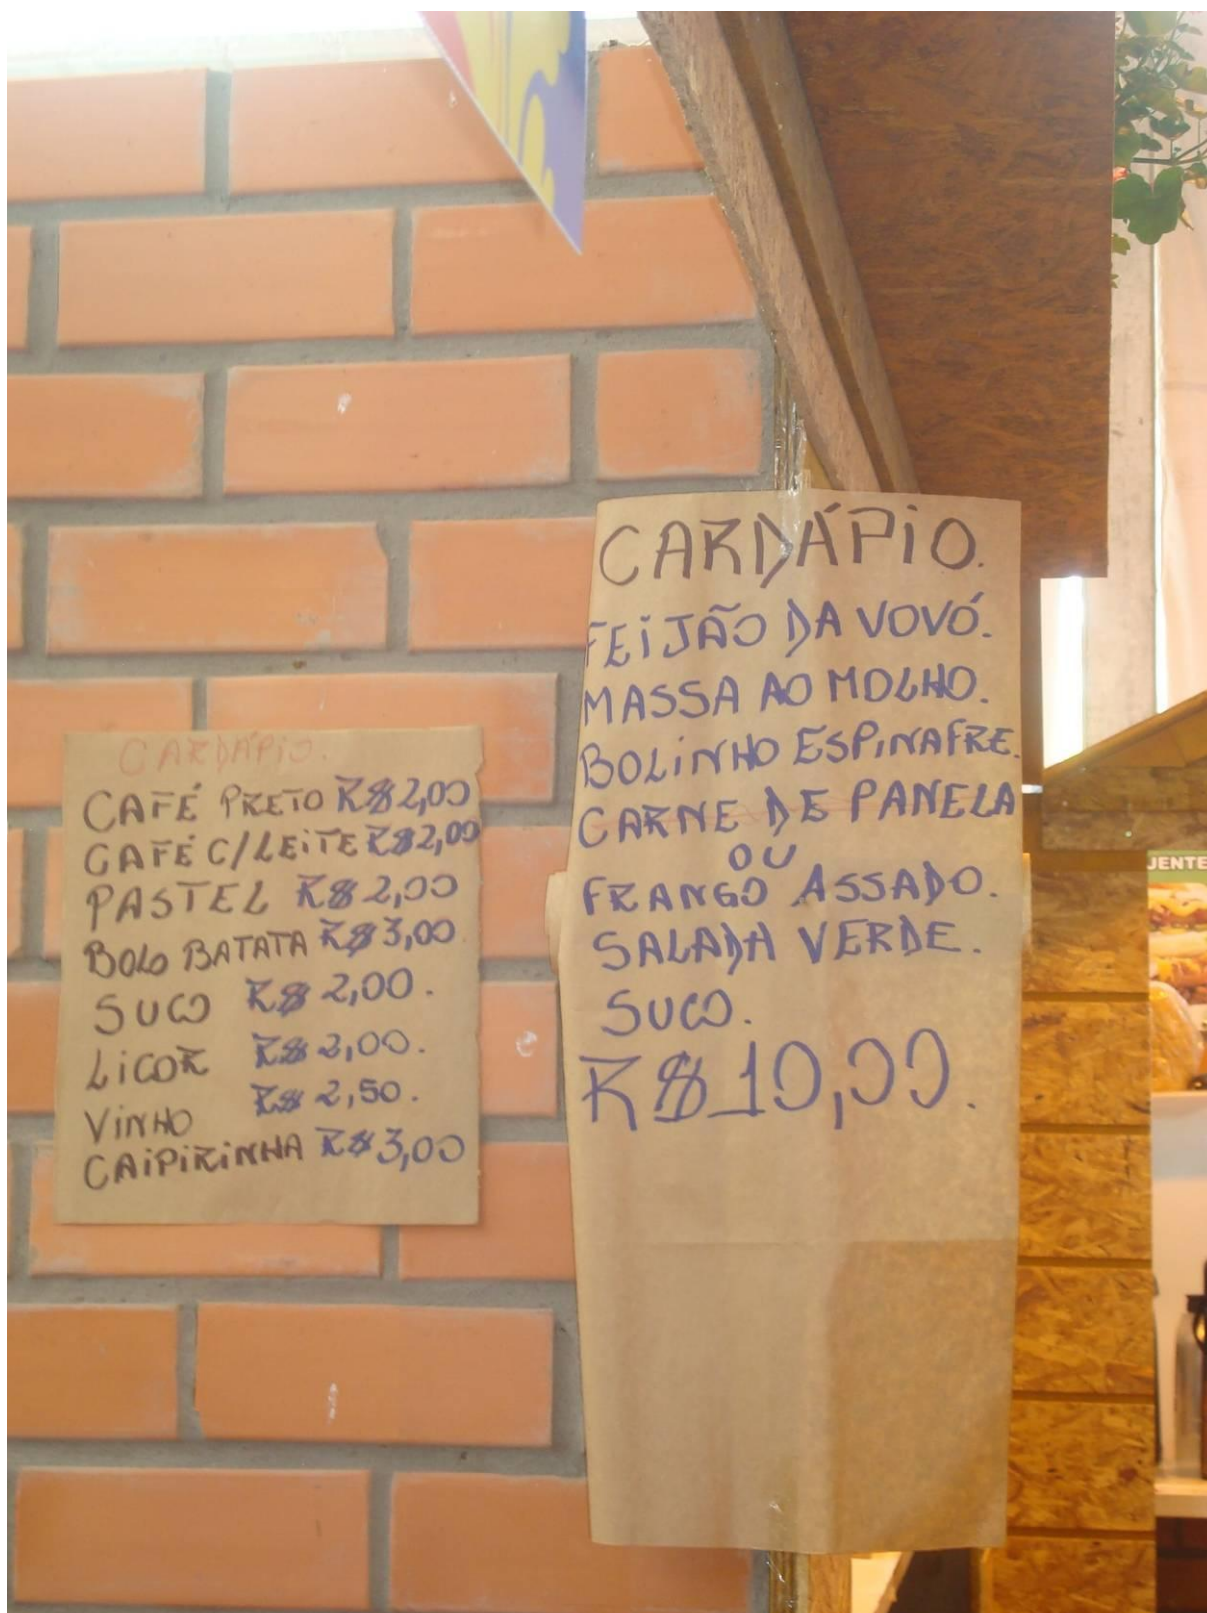 CARDÁPIO.
CAFÉ PRETO R$ 2,00
CAFÉ C/LEITE R$ 2,00
PASTEL R$ 2,00
BOLO BATATA R$ 3,00
SUCO R$ 2,00.
LICOR R$ 2,00.
VINHO R$ 2,50.
CAIPIRINHA R$ 3,00
CARDÁPIO.
FEIJÃO DA VOVÓ.
MASSA AO MOLHO.
BOLINHO ESPINAFRE.
CARNE DE PANELA
OU
FRANGO ASSADO.
SALADA VERDE.
SUCO.
R$ 10,00.